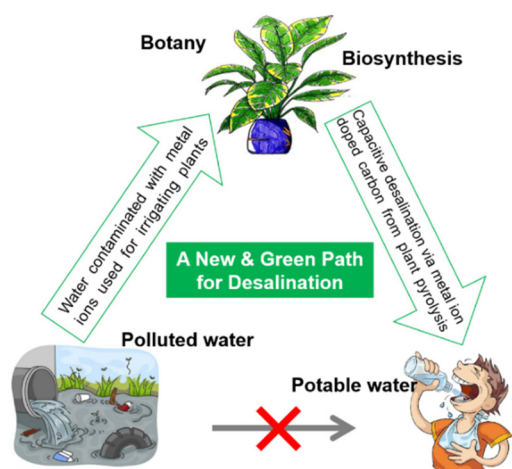 Botany
Biosynthesis
Water contaminated with metal
ions used for irrigating plants
Capacitive desalination via metal ion
doped carbon from plant pyrolysis
A New & Green Path
for Desalination
Polluted water
Potable water